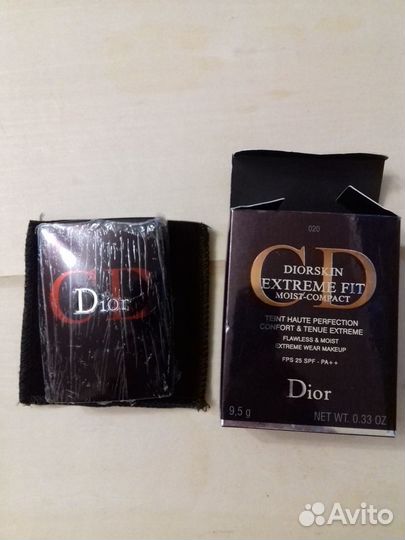 CD
Dior
020
CD
DIORSKIN
EXTREME FIT
MOIST-COMPACT
TEINT HAUTE PERFECTION
CONFORT & TENUE EXTREME
FLAWLESS & MOIST
EXTREME WEAR MAKEUP
FPS 25 SPF - PA++
Dior
9,5 g NET WT. 0.33 OZ
Avito